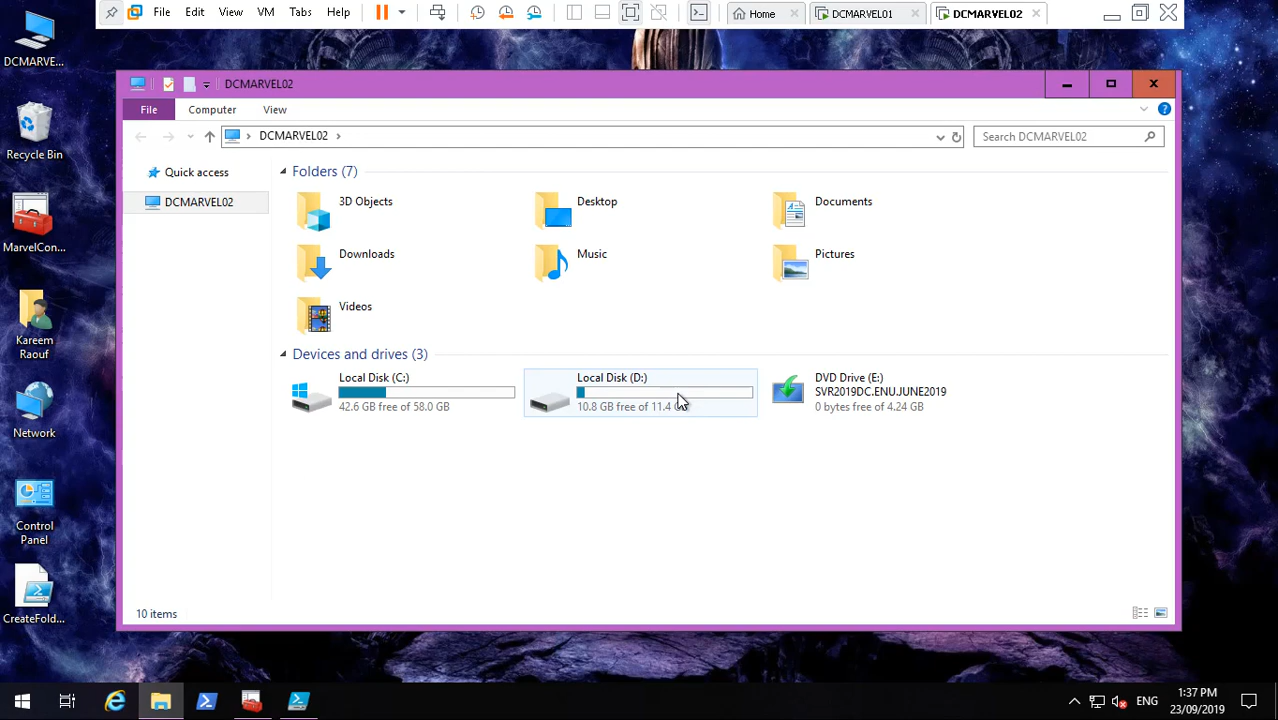 File Edit View VM Tabs Help
Home
DCMARVEL01
DCMARVEL02
DCMARVE...
Recycle Bin
MarvelCon...
Kareem
Raouf
Network
Control
Panel
CreateFold...
DCMARVEL02
File Computer View
DCMARVEL02
Search DCMARVEL02
Quick access
DCMARVEL02
Folders (7)
3D Objects
Desktop
Documents
Downloads
Music
Pictures
Videos
Devices and drives (3)
Local Disk (C:)
42.6 GB free of 58.0 GB
Local Disk (D:)
10.8 GB free of 11.4
DVD Drive (E:)
SVR2019DC.ENU.JUNE2019
0 bytes free of 4.24 GB
10 items
ENG
1:37 PM
23/09/2019